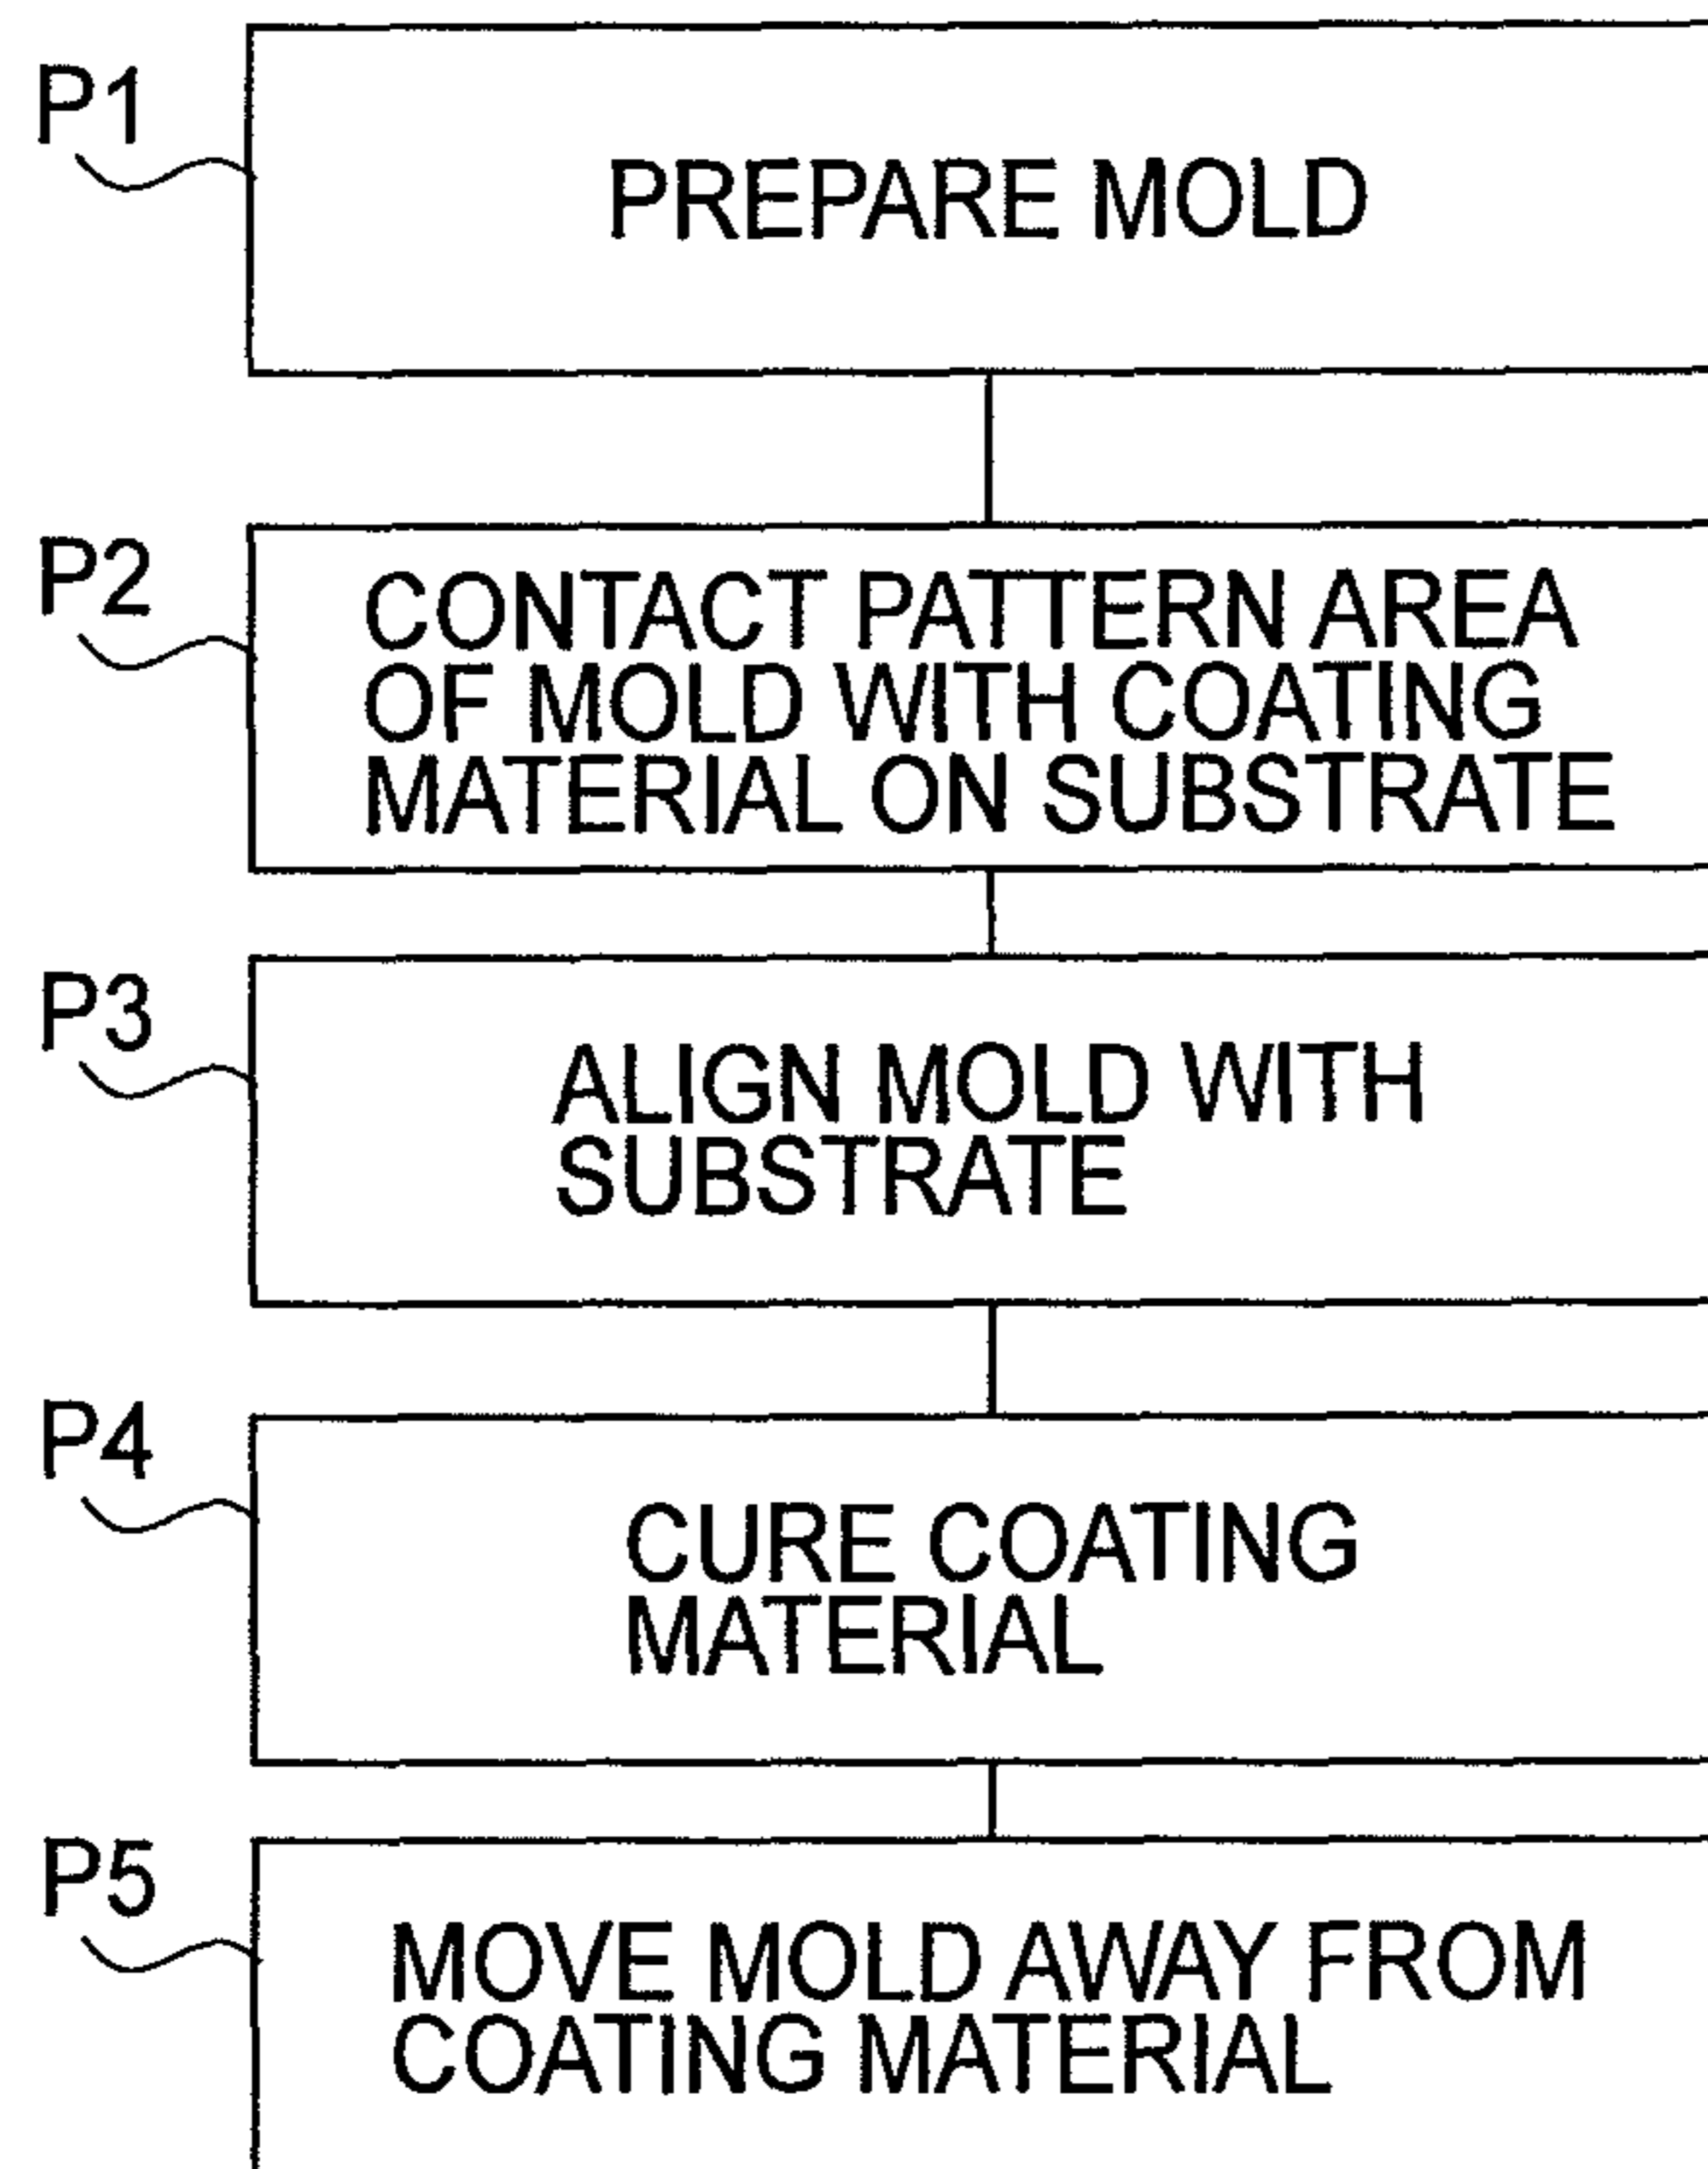 P1
PREPARE MOLD
P2
CONTACT PATTERN AREA
OF MOLD WITH COATING
MATERIAL ON SUBSTRATE
P3
ALIGN MOLD WITH
SUBSTRATE
P4
CURE COATING
MATERIAL
P5
MOVE MOLD AWAY FROM
COATING MATERIAL